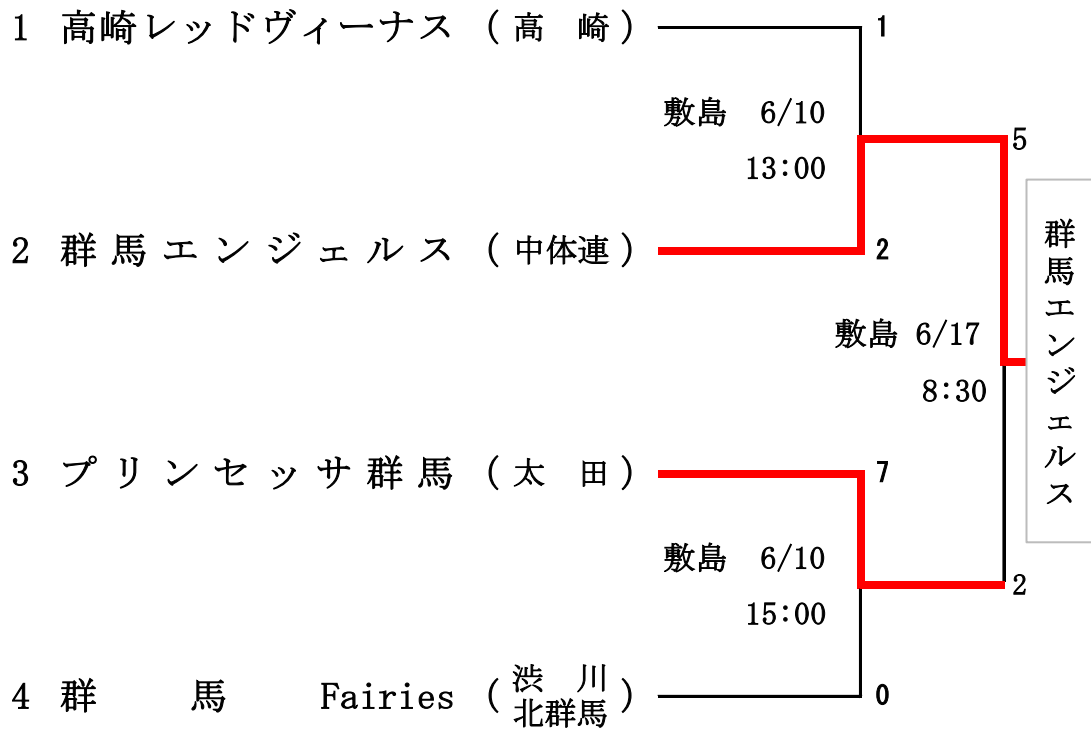 1 高崎レッドヴィーナス (高 崎) 1
敷島 6/10
13:00
5
2 群馬エンジェルス (中体連) 2
群馬エンジェルス
敷島 6/17
8:30
3 プリンセッサ群馬 (太 田) 7
敷島 6/10
15:00
2
4 群 馬 Fairies (渋 川
北群馬) 0